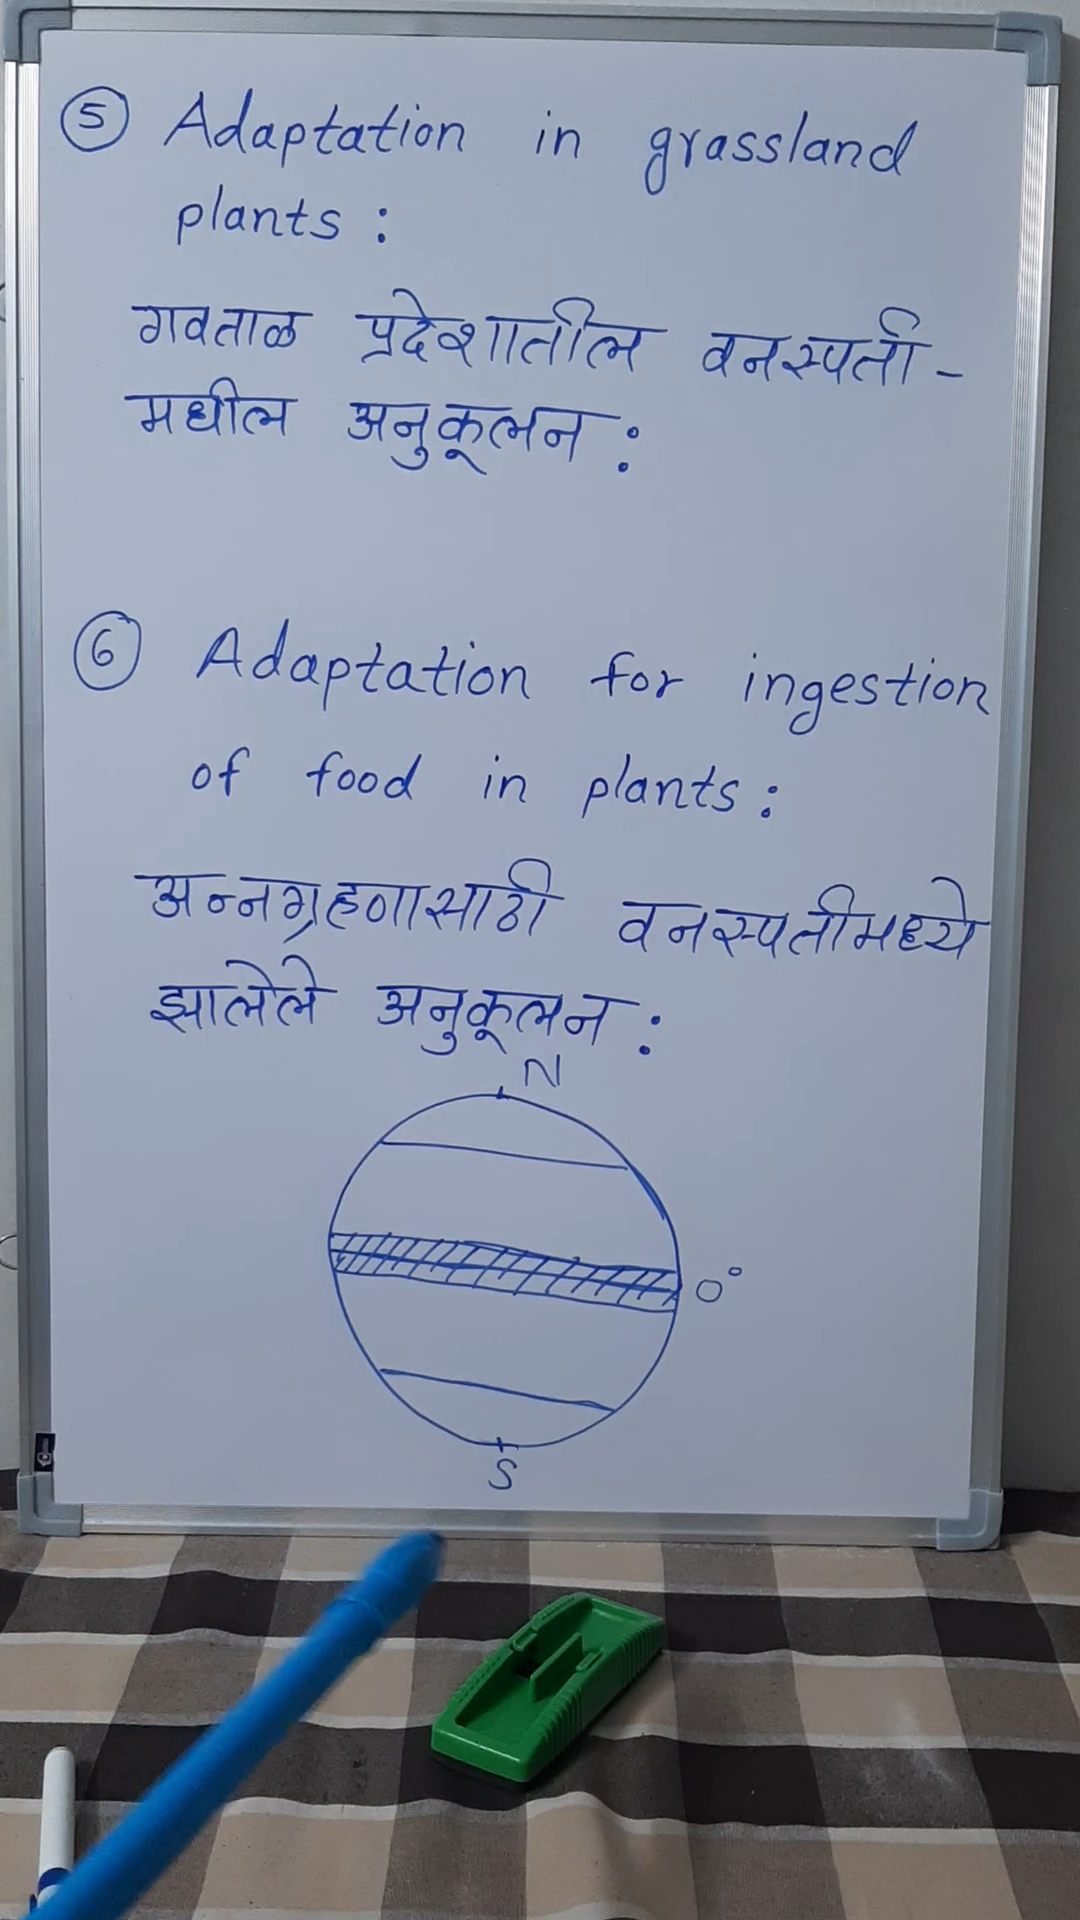 ⑤ Adaptation in grassland
plants :
गवताळ प्रदेशातील वनस्पतीं -
मधील अनुकूलन :
⑥ Adaptation for ingestion
of food in plants :
अन्नग्रहणासाठी वनस्पतीमध्ये
झालेले अनुकूलन :
N
0°
S